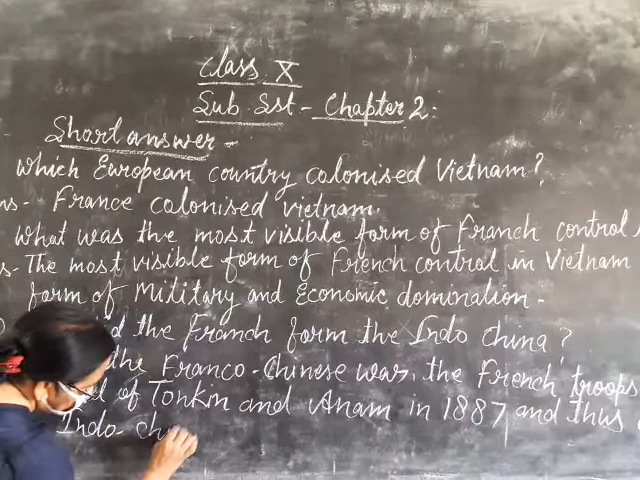 Class X
Sub Sst - Chapter 2:
Short answer -
Which European country colonised Vietnam?
ns - France colonised vietnam.
What was the most visible form of Franch control
s - The most visible form of French control in Vietnam
form of Military and Economic domination -
d the Franch form the Indo china?
the Franco-Chinese war, the French troops
of Tonkin and Anam in 1887 and thus
Indo-ch